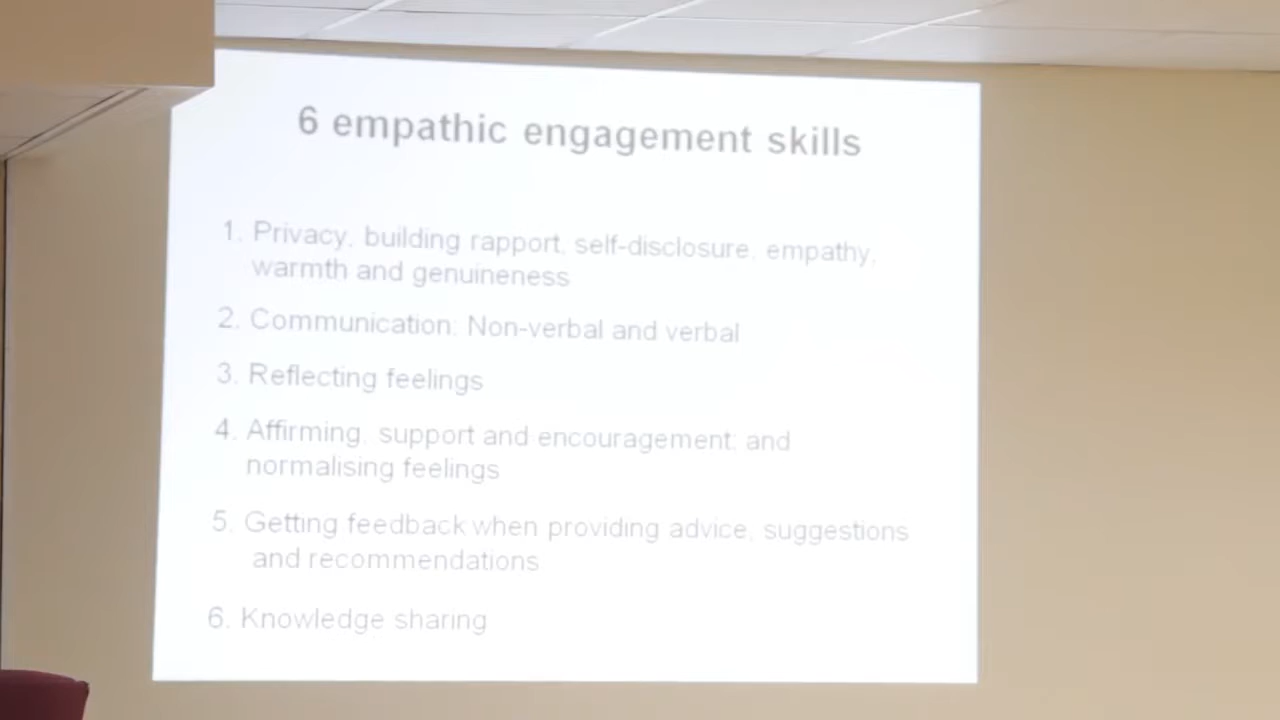 6 empathic engagement skills
1. Privacy, building rapport, self-disclosure, empathy,
warmth and genuineness
2. Communication: Non-verbal and verbal
3. Reflecting feelings
4. Affirming, support and encouragement: and
normalising feelings
5. Getting feedback when providing advice, suggestions
and recommendations
6. Knowledge sharing